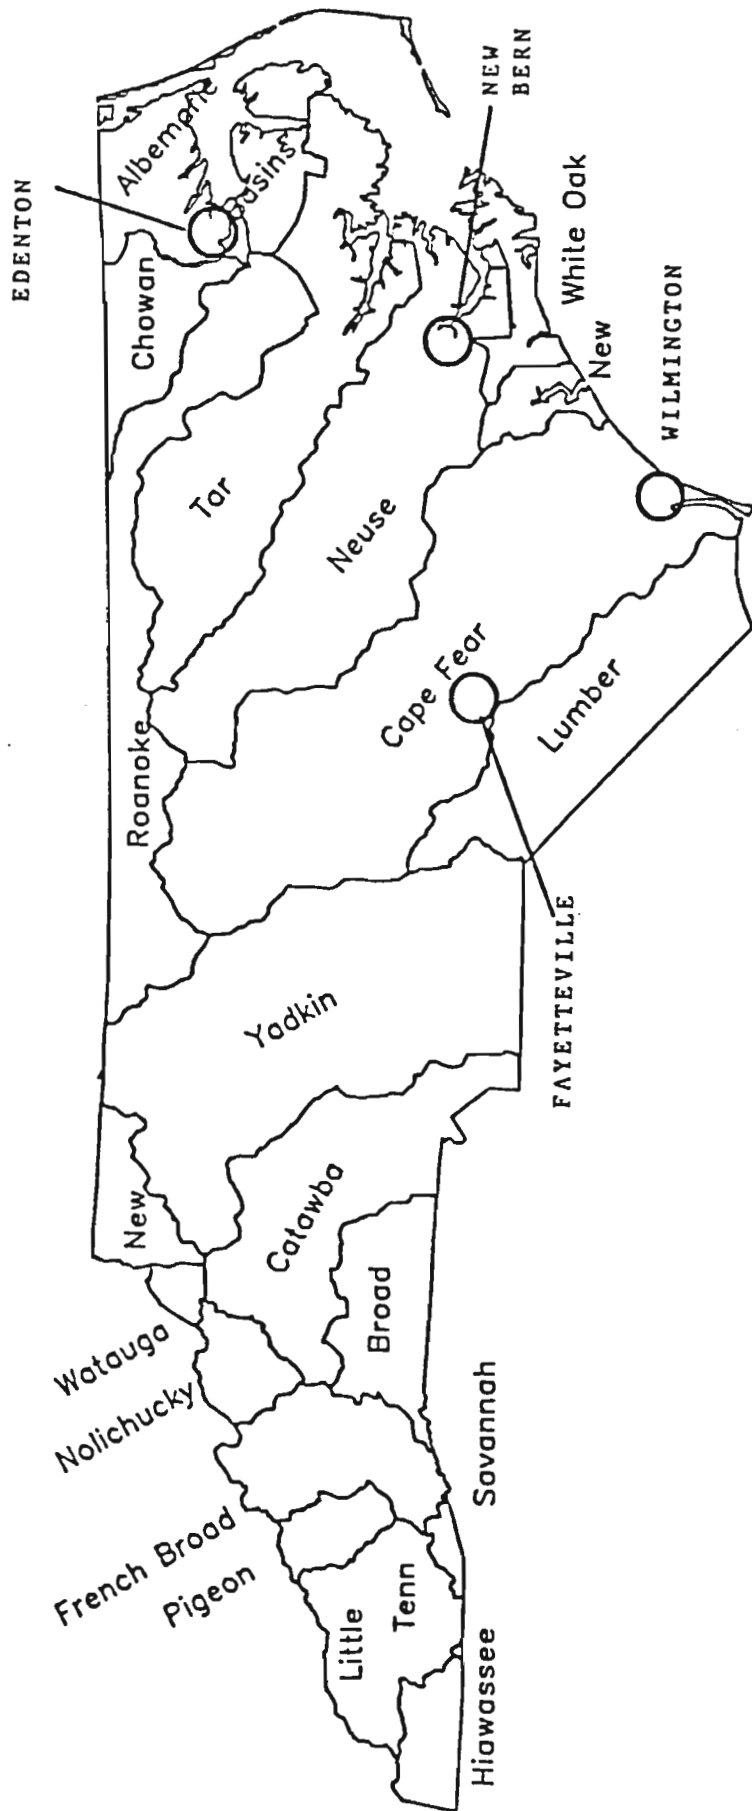 EDENTON
Albemarle
Basins
Chowan
NEW
BERN
White Oak
New
WILMINGTON
Tar
Neuse
Roanoke
Cape Fear
Lumber
FAYETTEVILLE
Yadkin
New
Catawba
Broad
Watauga
Nolichucky
French Broad
Pigeon
Little
Tenn
Savannah
Hiawassee